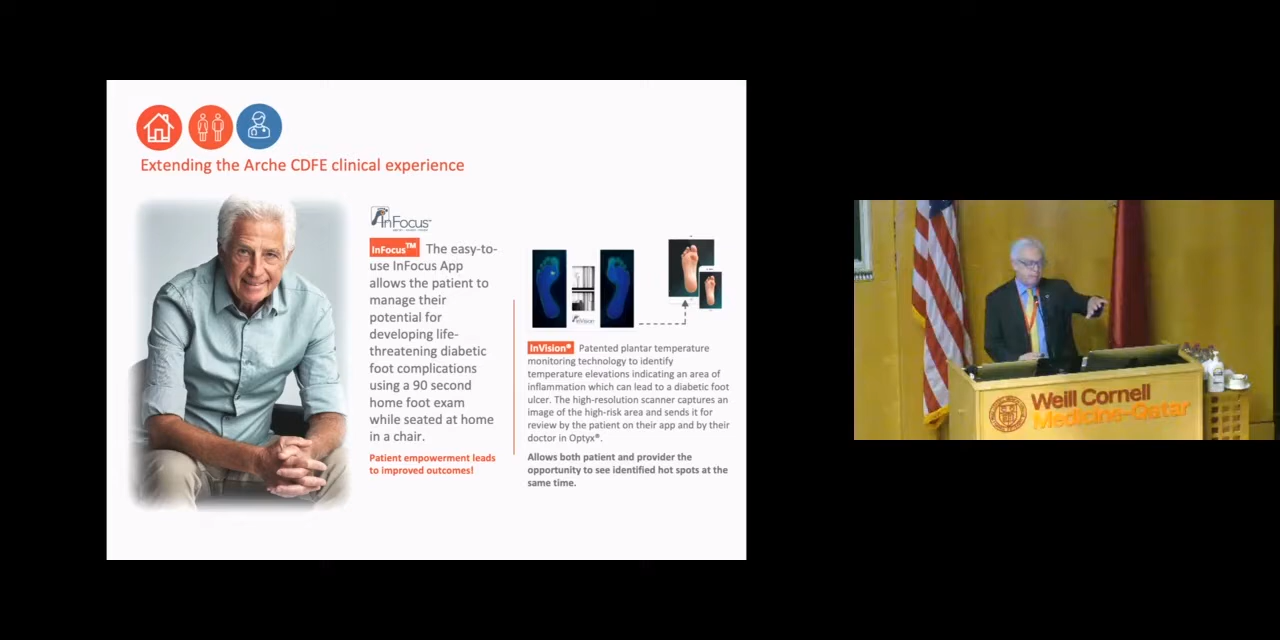 Extending the Arche CDFE clinical experience
InFocus™
InFocus™ The easy-to-
use InFocus App
allows the patient to
manage their
potential for
developing life-
threatening diabetic
foot complications
using a 90 second
home foot exam
while seated at home
in a chair.
Patient empowerment leads
to improved outcomes!
InVision
InVision® Patented plantar temperature
monitoring technology to identify
temperature elevations indicating an area of
inflammation which can lead to a diabetic foot
ulcer. The high-resolution scanner captures an
image of the high-risk area and sends it for
review by the patient on their app and by their
doctor in Optyx®.
Allows both patient and provider the
opportunity to see identified hot spots at the
same time.
Weill Cornell
Medicine-Qatar